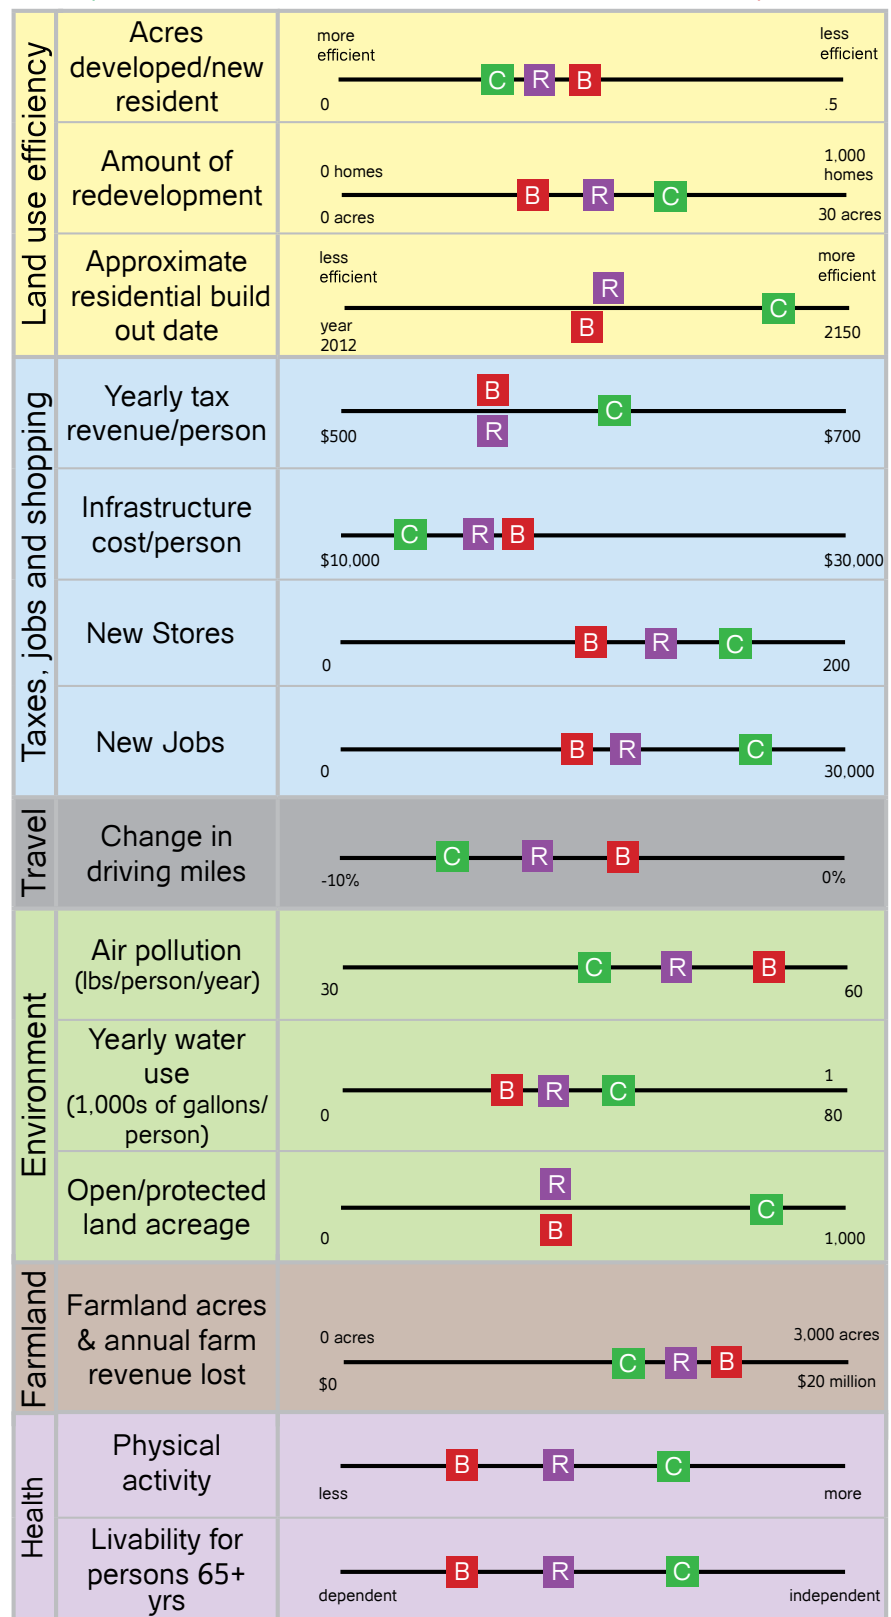 Land use efficiency
Acres
developed/new
resident
more
efficient
less
efficient
C R B
0
.5
Amount of
redevelopment
0 homes
1,000
homes
B R C
0 acres
30 acres
Approximate
residential build
out date
less
efficient
more
efficient
R
C
B
year
2012
2150
Taxes, jobs and shopping
Yearly tax
revenue/person
B
C
R
$500
$700
Infrastructure
cost/person
C R B
$10,000
$30,000
New Stores
B R C
0
200
New Jobs
B R C
0
30,000
Travel
Change in
driving miles
C R B
-10%
0%
Environment
Air pollution
(lbs/person/year)
C R B
30
60
Yearly water
use
(1,000s of gallons/
person)
1
B R C
0
80
Open/protected
land acreage
R
C
B
0
1,000
Farmland
Farmland acres
& annual farm
revenue lost
0 acres
3,000 acres
C R B
$0
$20 million
Health
Physical
activity
B R C
less
more
Livability for
persons 65+
yrs
B R C
dependent
independent